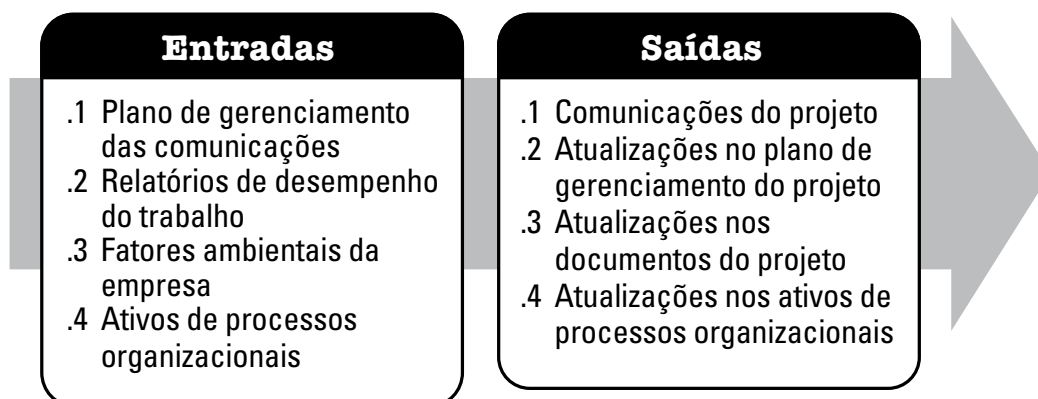 Entradas
.1 Plano de gerenciamento
das comunicações
.2 Relatórios de desempenho
do trabalho
.3 Fatores ambientais da
empresa
.4 Ativos de processos
organizacionais
Saídas
.1 Comunicações do projeto
.2 Atualizações no plano de
gerenciamento do projeto
.3 Atualizações nos
documentos do projeto
.4 Atualizações nos ativos de
processos organizacionais